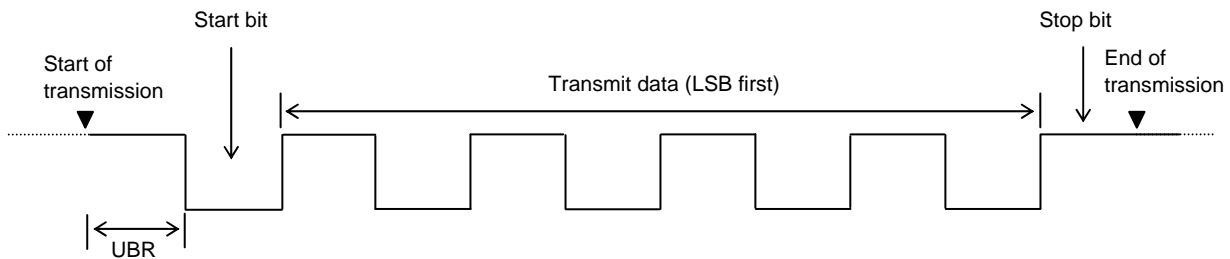 Start bit
Stop bit
Start of
transmission
Transmit data (LSB first)
End of
transmission
UBR